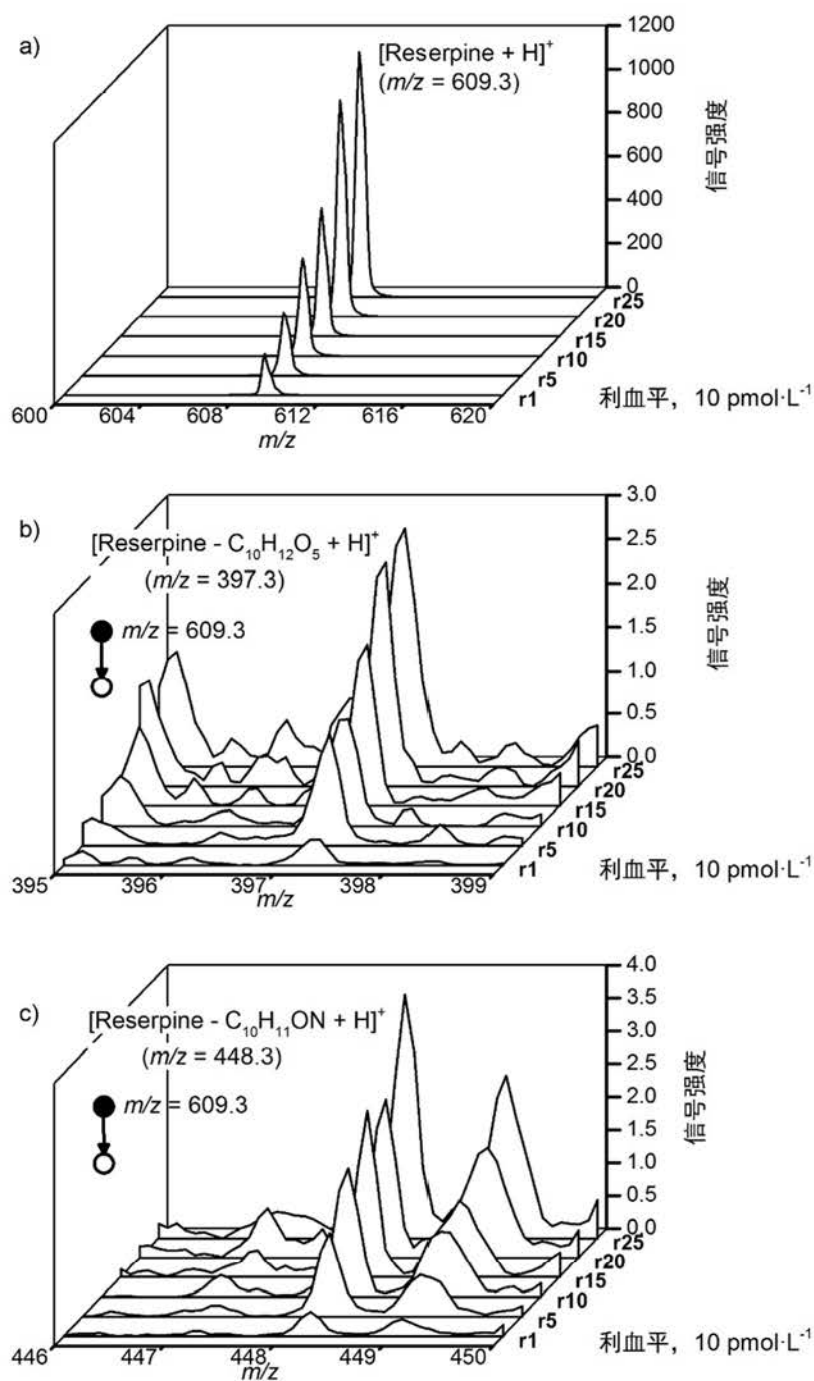 a)
[Reserpine + H]⁺
(m/z = 609.3)
1200
1000
800
600
400
200
0
信号强度
r25
r20
r15
r10
r5
r1
600 604 608 612 616 620
m/z
利血平, 10 pmol·L⁻¹
b)
[Reserpine - C₁₀H₁₂O₅ + H]⁺
(m/z = 397.3)
m/z = 609.3
3.0
2.5
2.0
1.5
1.0
0.5
0.0
信号强度
r25
r20
r15
r10
r5
r1
395 396 397 398 399
m/z
利血平, 10 pmol·L⁻¹
c)
[Reserpine - C₁₀H₁₁ON + H]⁺
(m/z = 448.3)
m/z = 609.3
4.0
3.5
3.0
2.5
2.0
1.5
1.0
0.5
0.0
信号强度
r25
r20
r15
r10
r5
r1
446 447 448 449 450
m/z
利血平, 10 pmol·L⁻¹